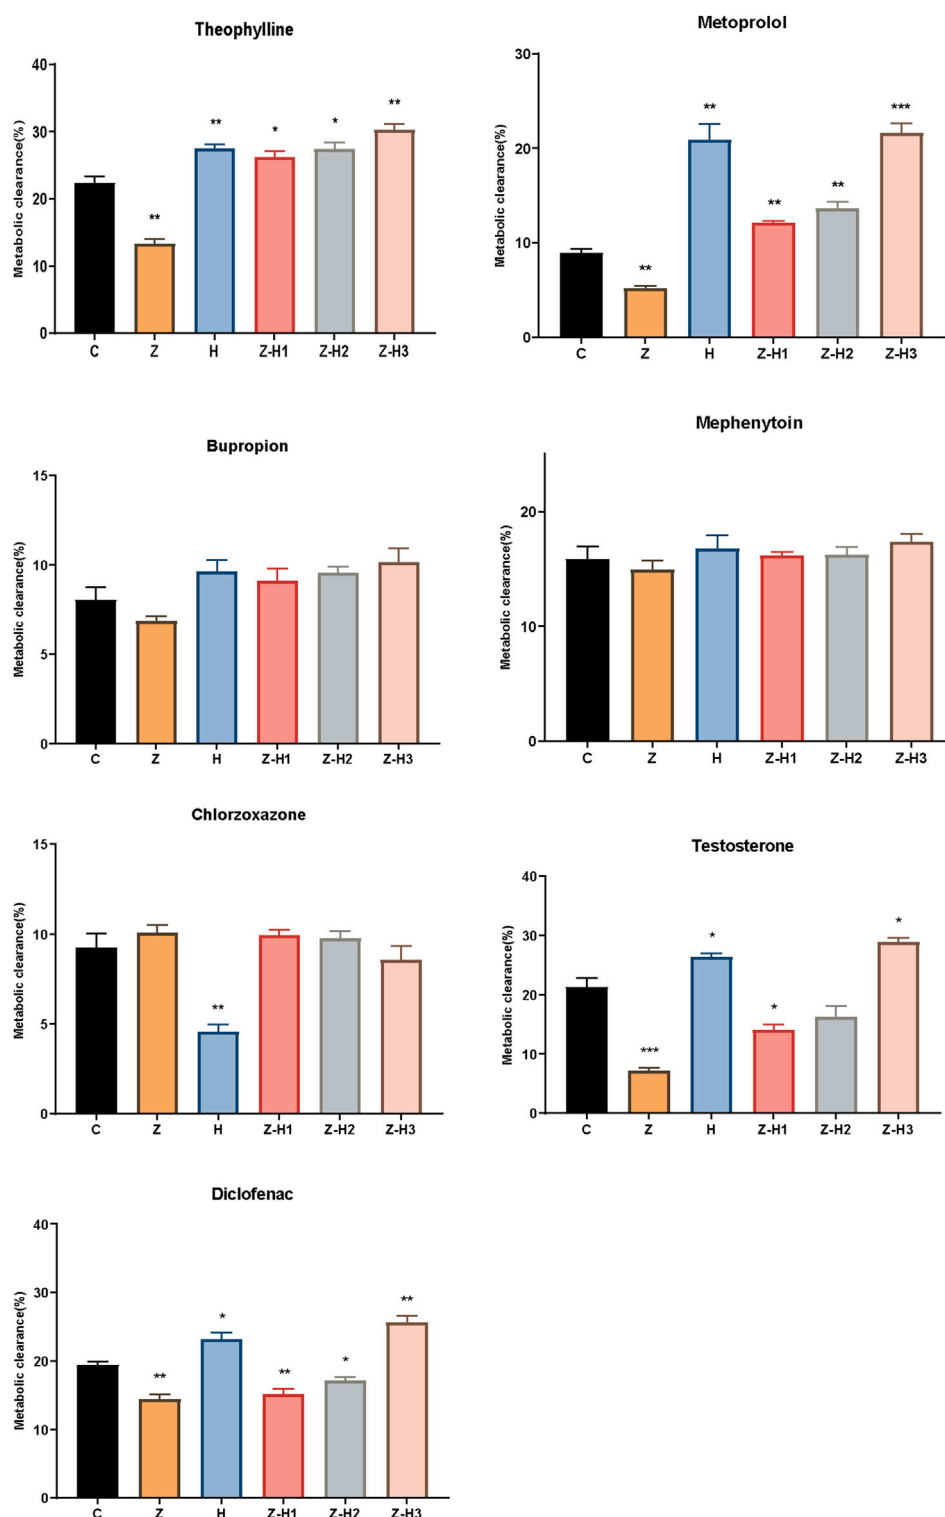 Theophylline
Metabolic clearance(%)
40
30
20
10
0
**
**
*
*
**
C Z H Z-H1 Z-H2 Z-H3
Metoprolol
Metabolic clearance(%)
30
20
10
0
**
**
**
**
***
C Z H Z-H1 Z-H2 Z-H3
Bupropion
Metabolic clearance(%)
15
10
5
0
C Z H Z-H1 Z-H2 Z-H3
Mephenytoin
Metabolic clearance(%)
20
10
0
C Z H Z-H1 Z-H2 Z-H3
Chlorzoxazone
Metabolic clearance(%)
15
10
5
0
**
C Z H Z-H1 Z-H2 Z-H3
Testosterone
Metabolic clearance(%)
40
30
20
10
0
***
*
*
*
C Z H Z-H1 Z-H2 Z-H3
Diclofenac
Metabolic clearance(%)
40
30
20
10
0
**
*
**
*
**
C Z H Z-H1 Z-H2 Z-H3